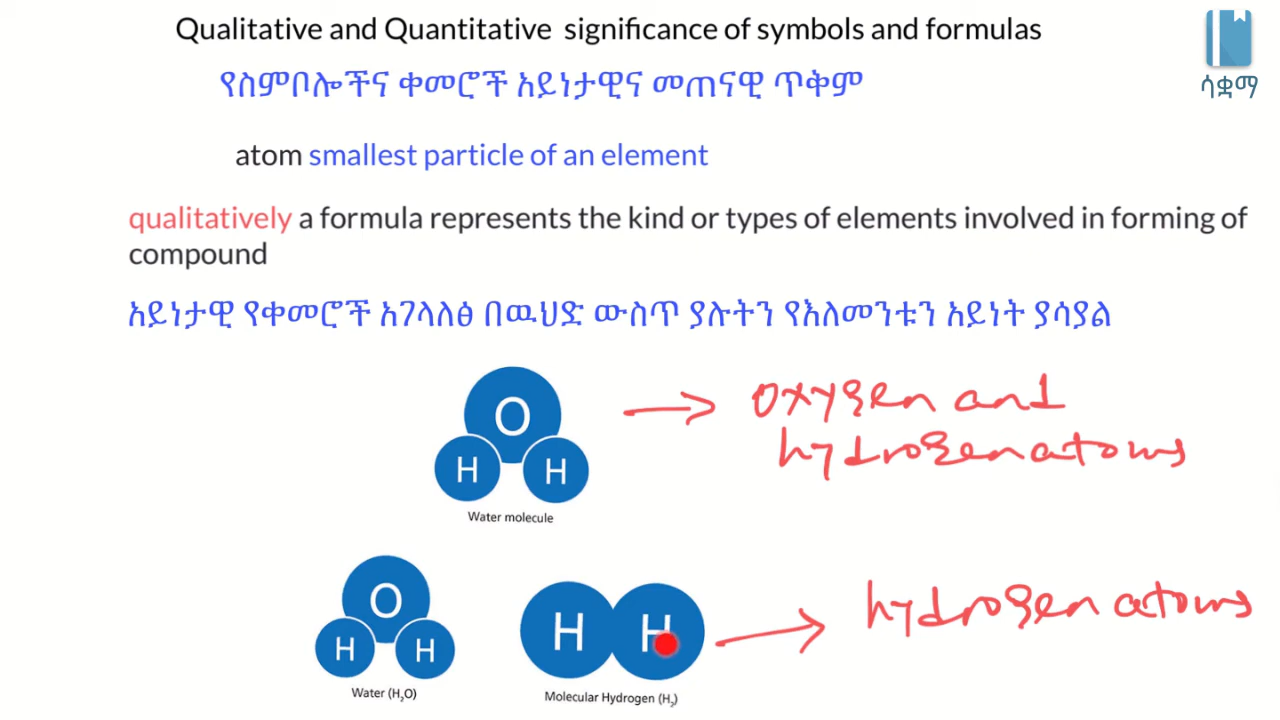 Qualitative and Quantitative significance of symbols and formulas
ሳቋማ
የስምቦሎችና ቀመሮች አይነታዊና መጠናዊ ጥቅም
atom smallest particle of an element
qualitatively a formula represents the kind or types of elements involved in forming of
compound
አይነታዊ የቀመሮች አገላለፅ በዉህድ ውስጥ ያሉትን የእለመንቱን አይነት ያሳያል
O
H H
Water molecule
oxygen and
hydrogen atoms
O
H H
Water (H₂O)
H H
Molecular Hydrogen (H₂)
hydrogen atoms